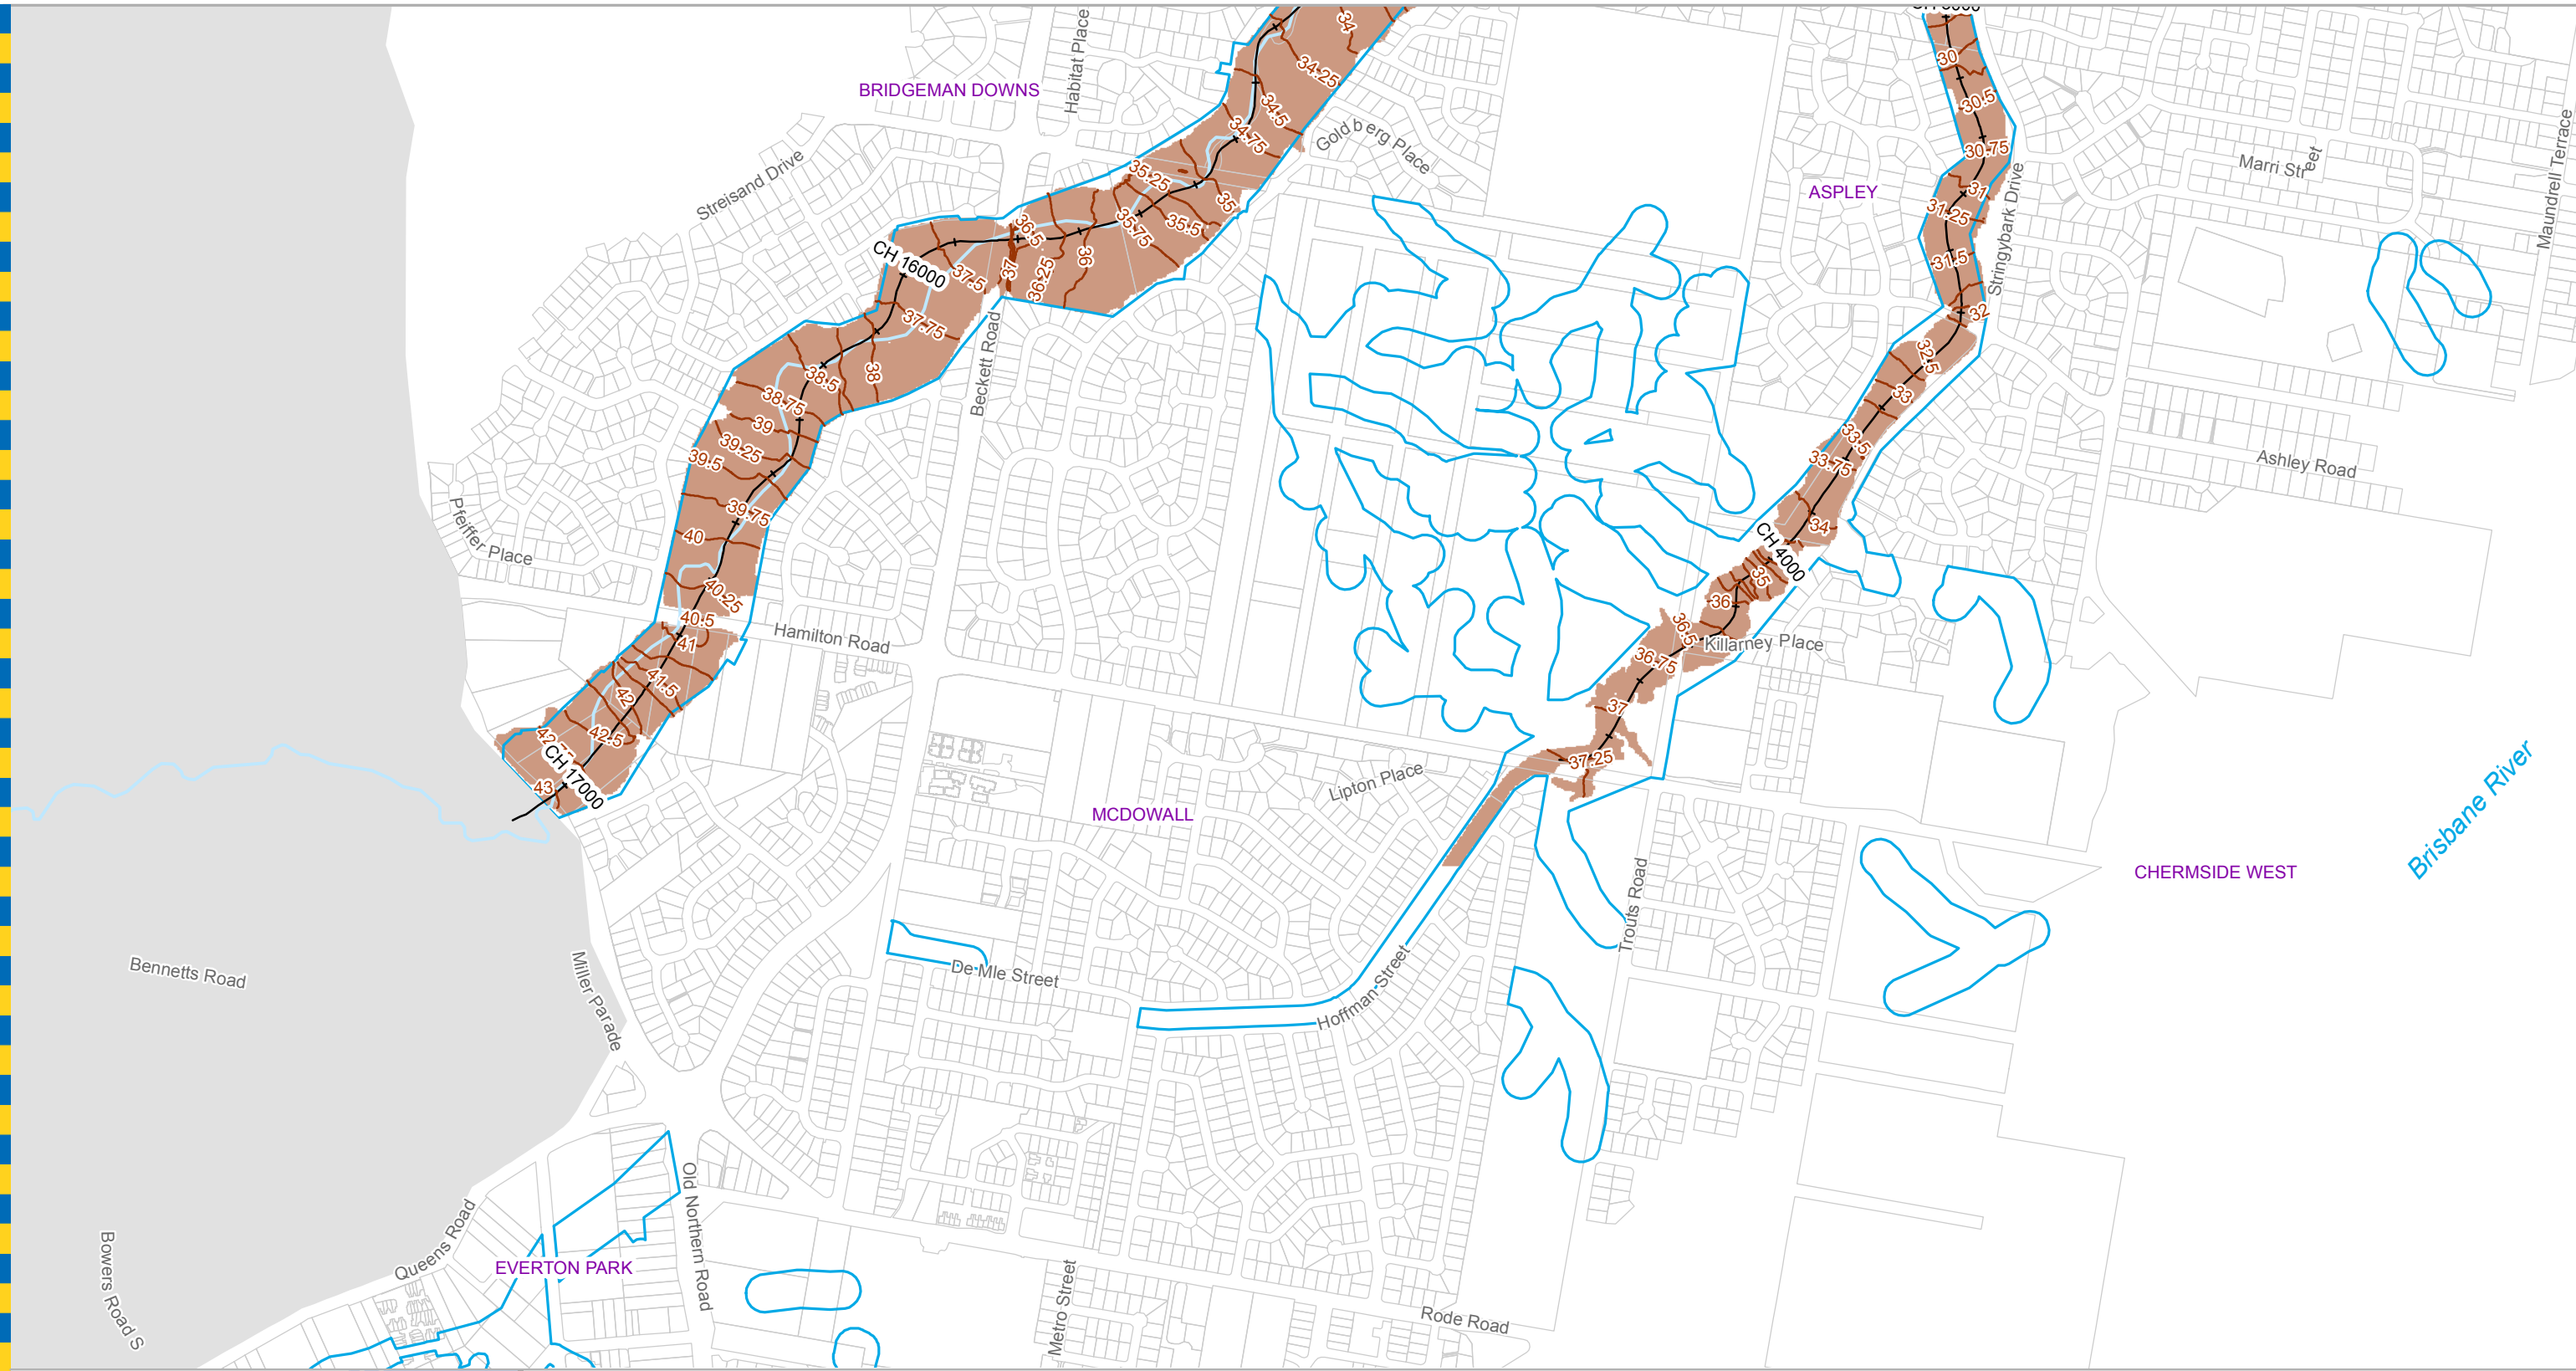 CH 5000
34
34.25
BRIDGEMAN DOWNS
Habitat Place
34.5
34.75
Goldberg Place
30
30.5
30.75
ASPLEY
Marri Street
Maundrell Terrace
Streisand Drive
35.25
35
35.5
35.75
31
31.25
31.5
Stringybark Drive
CH 16000
36.5
37
36.25
36
37.5
37.75
38
Beckett Road
32
32.5
33
38.5
38.75
39
39.25
39.5
33.5
33.75
Ashley Road
Pfeiffer Place
39.75
40
34
CH 4000
35
36
40.25
40.5
41
Hamilton Road
36.5
Killarney Place
36.75
41.5
42
42.5
37
37.25
CH 17000
43
Lipton Place
MCDOWALL
Brisbane River
CHERMSIDE WEST
Trouts Road
Bennetts Road
Miller Parade
De Mle Street
Hoffman Street
Old Northern Road
Queens Road
Bowers Road S
EVERTON PARK
Metro Street
Rode Road